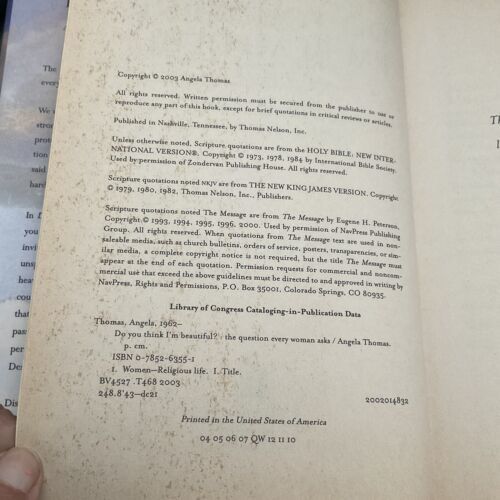 Copyright © 2003 Angela Thomas
All rights reserved. Written permission must be secured from the publisher to use or
reproduce any part of this book, except for brief quotations in critical reviews or articles.
Published in Nashville, Tennessee, by Thomas Nelson, Inc.
Unless otherwise noted, Scripture quotations are from the HOLY BIBLE: NEW INTER-
NATIONAL VERSION®. Copyright © 1973, 1978, 1984 by International Bible Society.
Used by permission of Zondervan Publishing House. All rights reserved.
Scripture quotations noted NKJV are from THE NEW KING JAMES VERSION. Copyright
© 1979, 1980, 1982, Thomas Nelson, Inc., Publishers.
Scripture quotations noted The Message are from The Message by Eugene H. Peterson,
Copyright © 1993, 1994, 1995, 1996, 2000. Used by permission of NavPress Publishing
Group. All rights reserved. When quotations from The Message text are used in non-
saleable media, such as church bulletins, orders of service, posters, transparencies, or sim-
ilar media, a complete copyright notice is not required, but the title The Message must
appear at the end of each quotation. Permission requests for commercial and noncom-
mercial use that exceed the above guidelines must be directed to and approved in writing by
NavPress, Rights and Permissions, P.O. Box 35001, Colorado Springs, CO 80935.
Library of Congress Cataloging-in-Publication Data
Thomas, Angela, 1962–
Do you think I'm beautiful? : the question every woman asks / Angela Thomas.
p. cm.
ISBN 0-7852-6355-1
1. Women—Religious life. I. Title.
BV4527 .T468 2003
248.8'43—dc21
2002014832
Printed in the United States of America
04 05 06 07 QW 12 11 10